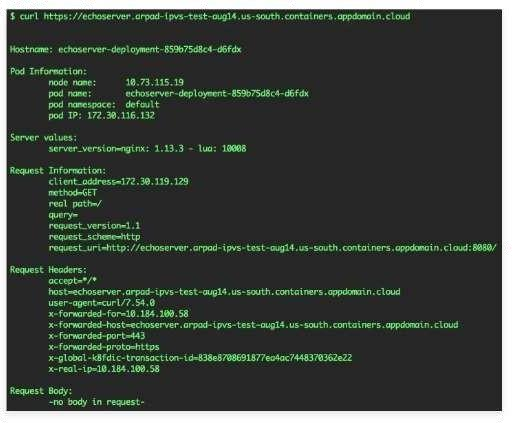 $ curl https://echoserver.arpad-ipvs-test-aug14.us-south.containers.appdomain.cloud
Hostname: echoserver-deployment-859b75d8c4-d6fdx
Pod Information:
node name: 10.73.115.19
pod name: echoserver-deployment-859b75d8c4-d6fdx
pod namespace: default
pod IP: 172.30.116.132
Server values:
server_version=nginx: 1.13.3 - lua: 10008
Request Information:
client_address=172.30.119.129
method=GET
real path=/
query=
request_version=1.1
request_scheme=http
request_uri=http://echoserver.arpad-ipvs-test-aug14.us-south.containers.appdomain.cloud:8080/
Request Headers:
accept=*/*
host=echoserver.arpad-ipvs-test-aug14.us-south.containers.appdomain.cloud
user-agent=curl/7.54.0
x-forwarded-for=10.184.100.58
x-forwarded-host=echoserver.arpad-ipvs-test-aug14.us-south.containers.appdomain.cloud
x-forwarded-port=443
x-forwarded-proto=https
x-global-k8fdic-transaction-id=838e8708691877ea4ac7448370362e22
x-real-ip=10.184.100.58
Request Body:
-no body in request-